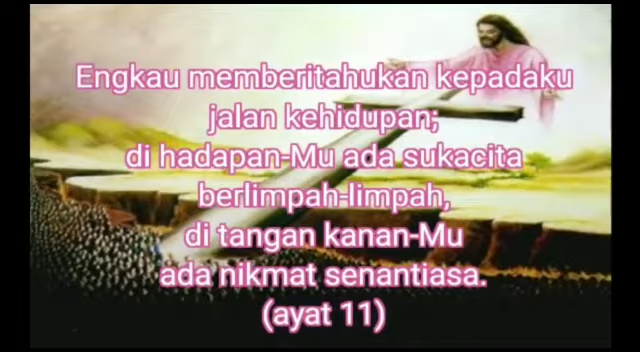 Engkau memberitahukan kepadaku
jalan kehidupan;
di hadapan-Mu ada sukacita
berlimpah-limpah,
di tangan kanan-Mu
ada nikmat senantiasa.
(ayat 11)